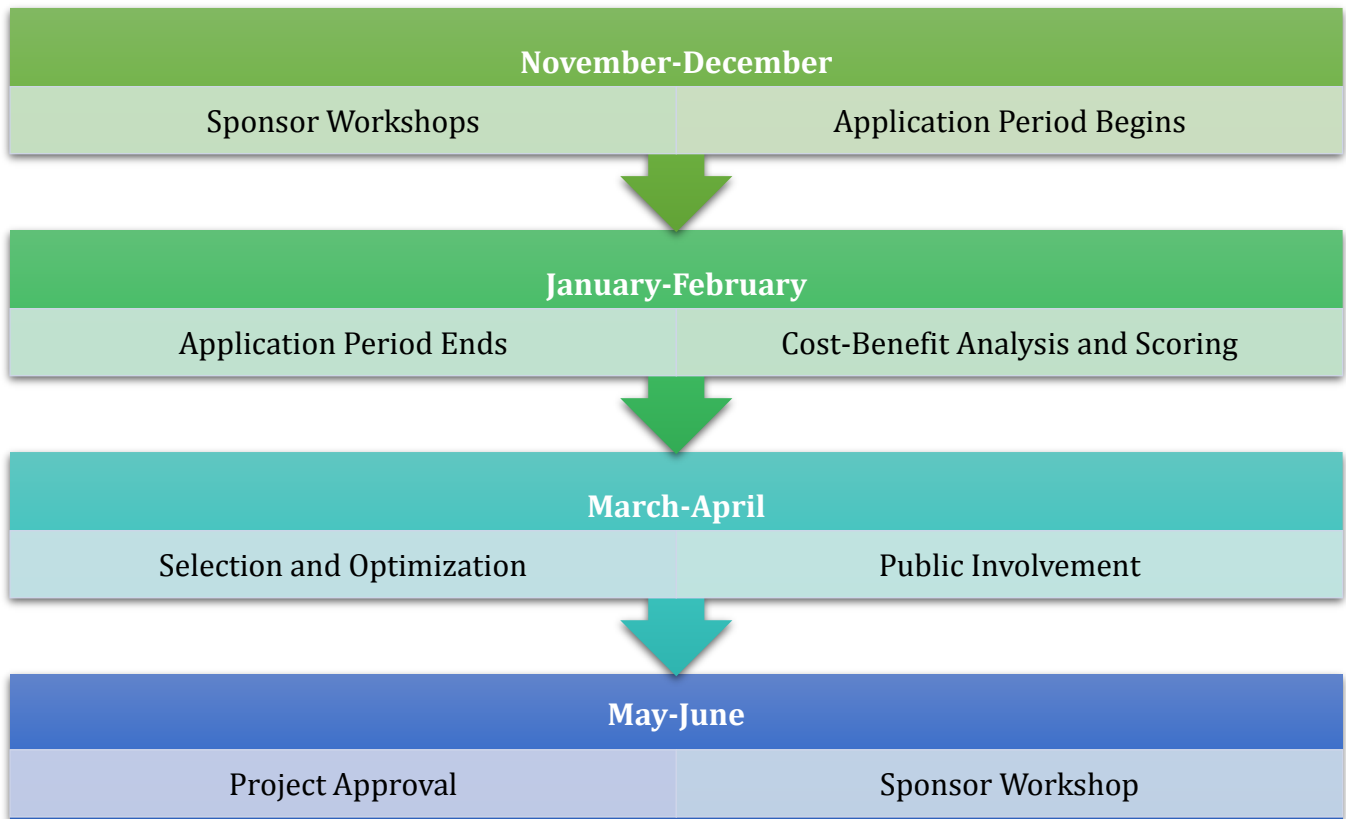 November-December
Sponsor Workshops
Application Period Begins
January-February
Application Period Ends
Cost-Benefit Analysis and Scoring
March-April
Selection and Optimization
Public Involvement
May-June
Project Approval
Sponsor Workshop